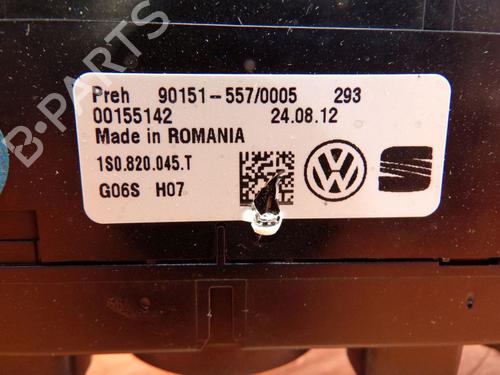 B-PARTS
Preh 90151-557/0005 293
00155142 24.08.12
Made in ROMANIA
1S0.820.045.T
G06S H07